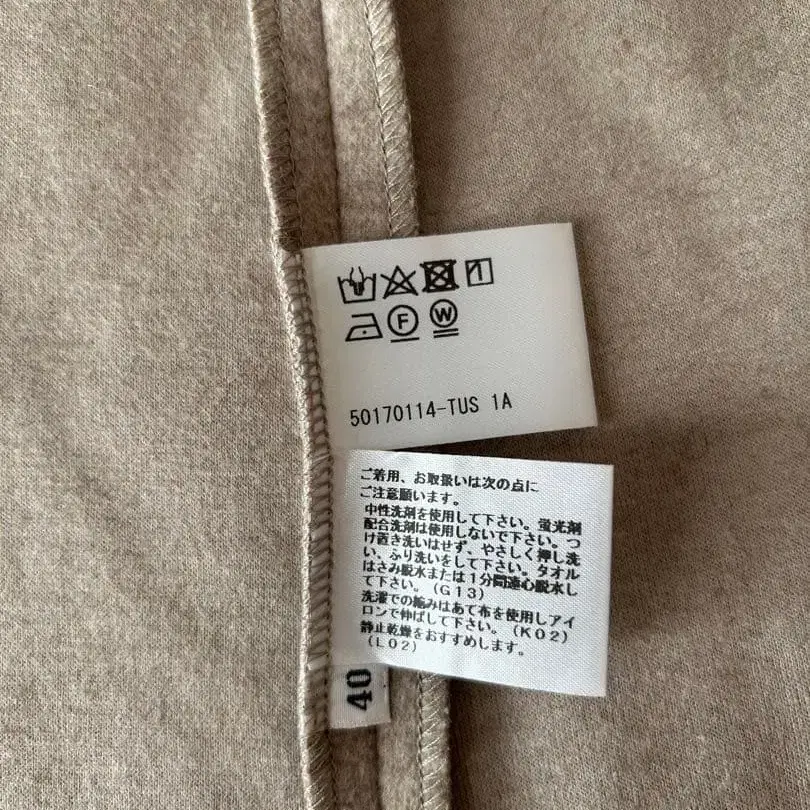 F W
50170114-TUS 1A
ご着用、お取扱いは次の点に
ご注意願います。
中性洗剤を使用して下さい。蛍光剤
配合洗剤は使用しないで下さい。つ
け置き洗いはせず、やさしく押し洗
い、ふり洗いをして下さい。タオル
はさみ脱水または1分間遠心脱水し
て下さい。(G13)
洗濯での縮みはあて布を使用しアイ
ロンで伸ばして下さい。(K02)
静止乾燥をおすすめします。
(L02)
40